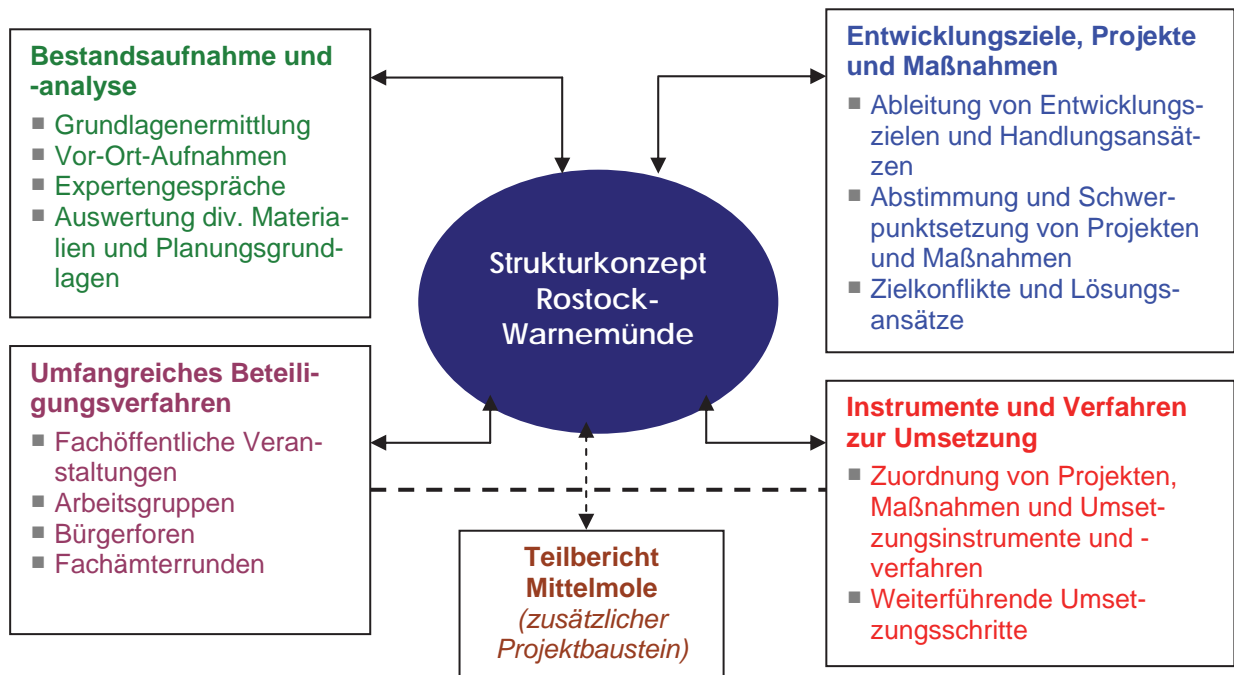 Bestandsaufnahme und
-analyse
■ Grundlagenermittlung
■ Vor-Ort-Aufnahmen
■ Expertengespräche
■ Auswertung div. Materia-
lien und Planungsgrund-
lagen
Entwicklungsziele, Projekte
und Maßnahmen
■ Ableitung von Entwicklungs-
zielen und Handlungsansät-
zen
■ Abstimmung und Schwer-
punktsetzung von Projekten
und Maßnahmen
■ Zielkonflikte und Lösungs-
ansätze
Strukturkonzept
Rostock-
Warnemünde
Umfangreiches Beteili-
gungsverfahren
■ Fachöffentliche Veran-
staltungen
■ Arbeitsgruppen
■ Bürgerforen
■ Fachämterrunden
Teilbericht
Mittelmole
(zusätzlicher
Projektbaustein)
Instrumente und Verfahren
zur Umsetzung
■ Zuordnung von Projekten,
Maßnahmen und Umset-
zungsinstrumente und -
verfahren
■ Weiterführende Umset-
zungsschritte